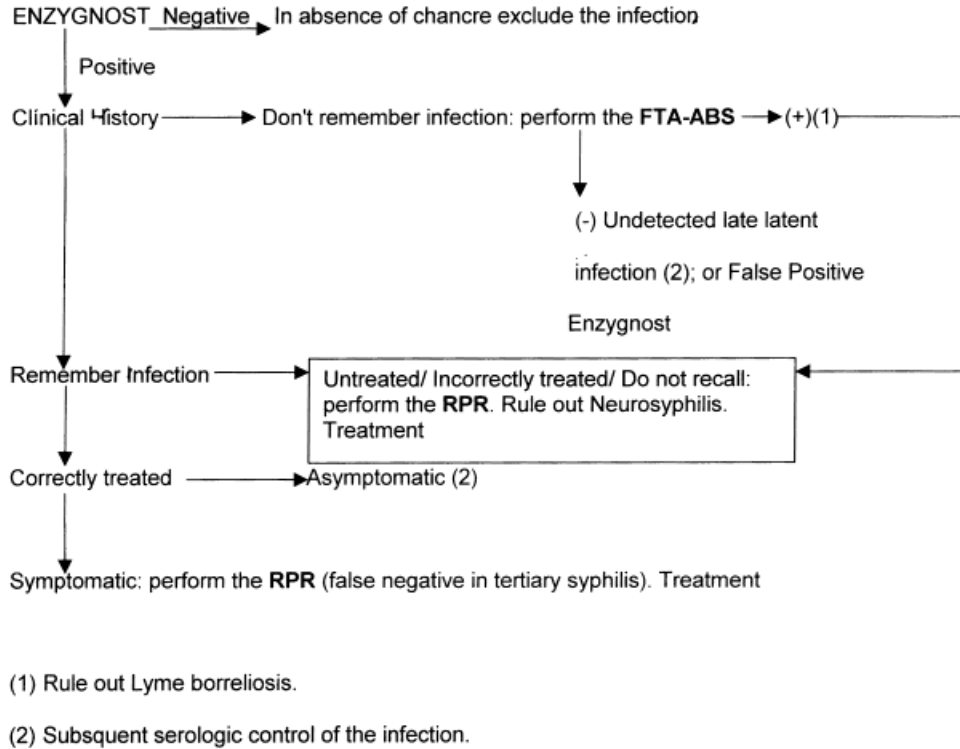 ENZYGNOST Negative In absence of chancre exclude the infection
Positive
Clinical History Don't remember infection: perform the FTA-ABS (+)(1)
(-) Undetected late latent
infection (2); or False Positive
Enzygnost
Remember Infection
Untreated/ Incorrectly treated/ Do not recall:
perform the RPR. Rule out Neurosyphilis.
Treatment
Correctly treated Asymptomatic (2)
Symptomatic: perform the RPR (false negative in tertiary syphilis). Treatment
(1) Rule out Lyme borreliosis.
(2) Subsquent serologic control of the infection.